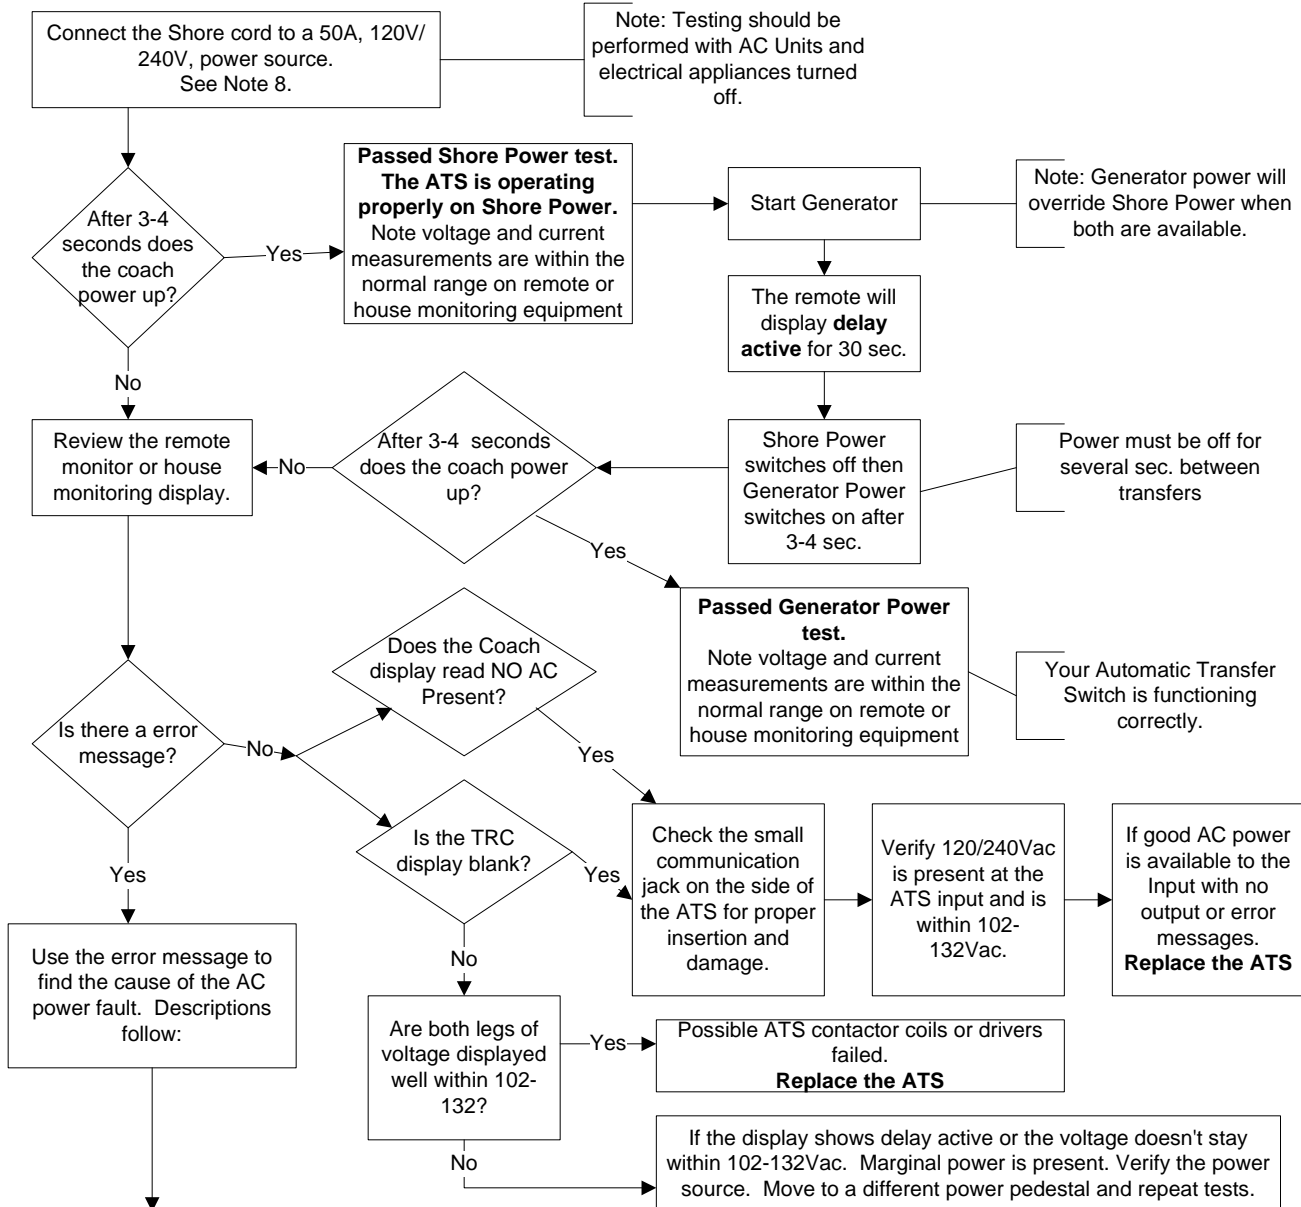 Connect the Shore cord to a 50A, 120V/
240V, power source.
See Note 8.
Note: Testing should be
performed with AC Units and
electrical appliances turned
off.
After 3-4
seconds does
the coach
power up?
Yes
Passed Shore Power test.
The ATS is operating
properly on Shore Power.
Note voltage and current
measurements are within the
normal range on remote or
house monitoring equipment
Start Generator
Note: Generator power will
override Shore Power when
both are available.
The remote will
display delay
active for 30 sec.
No
Review the remote
monitor or house
monitoring display.
No
After 3-4  seconds
does the coach power
up?
Shore Power
switches off then
Generator Power
switches on after
3-4 sec.
Power must be off for
several sec. between
transfers
Yes
Passed Generator Power
test.
Note voltage and current
measurements are within the
normal range on remote or
house monitoring equipment
Your Automatic Transfer
Switch is functioning
correctly.
Is there a error
message?
No
Does the Coach
display read NO AC
Present?
Yes
Is the TRC
display blank?
Yes
Check the small
communication
jack on the side of
the ATS for proper
insertion and
damage.
Verify 120/240Vac
is present at the
ATS input and is
within 102-
132Vac.
If good AC power
is available to the
Input with no
output or error
messages.
Replace the ATS
Yes
Use the error message to
find the cause of the AC
power fault.  Descriptions
follow:
No
Are both legs of
voltage displayed
well within 102-
132?
Yes
Possible ATS contactor coils or drivers
failed.
Replace the ATS
No
If the display shows delay active or the voltage doesn't stay
within 102-132Vac.  Marginal power is present. Verify the power
source.  Move to a different power pedestal and repeat tests.